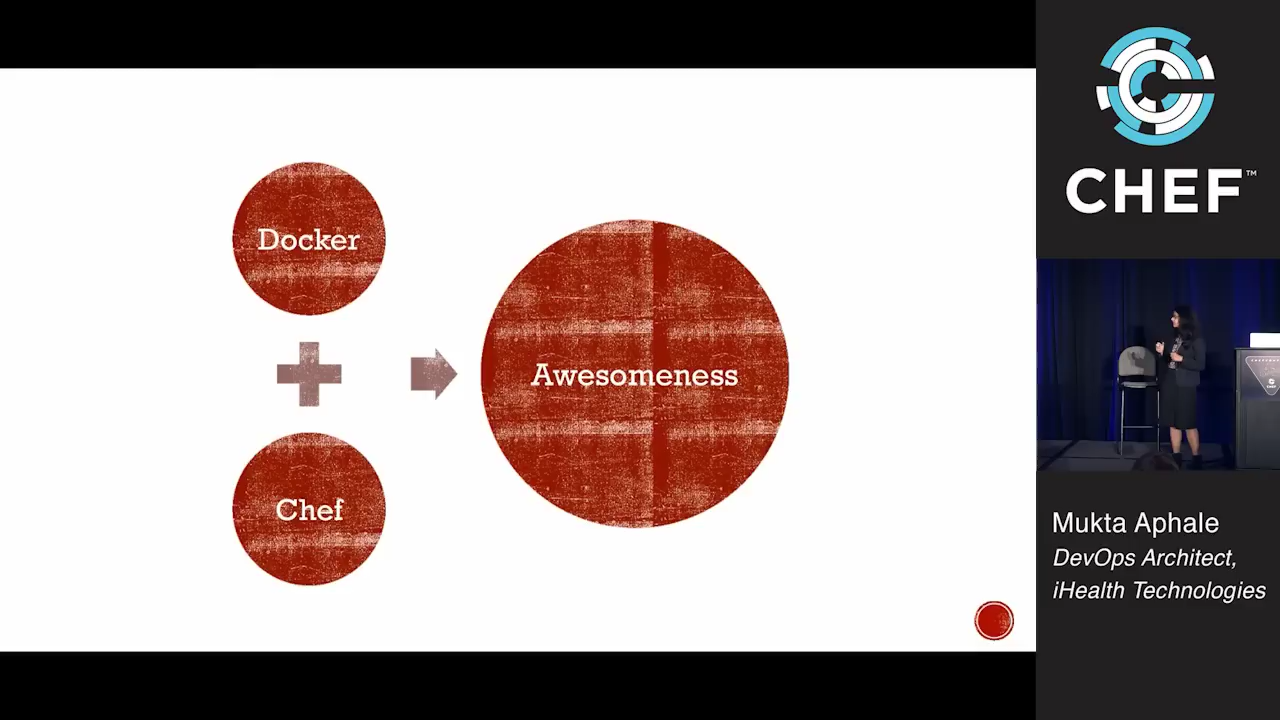 Docker
Chef
Awesomeness
CHEF™
Mukta Aphale
DevOps Architect,
iHealth Technologies